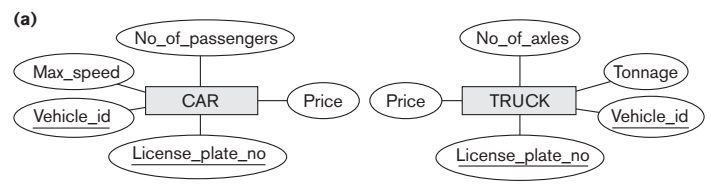 (a)
No_of_passengers
No_of_axles
Max_speed
Tonnage
CAR
Price
Price
TRUCK
Vehicle_id
Vehicle_id
License_plate_no
License_plate_no